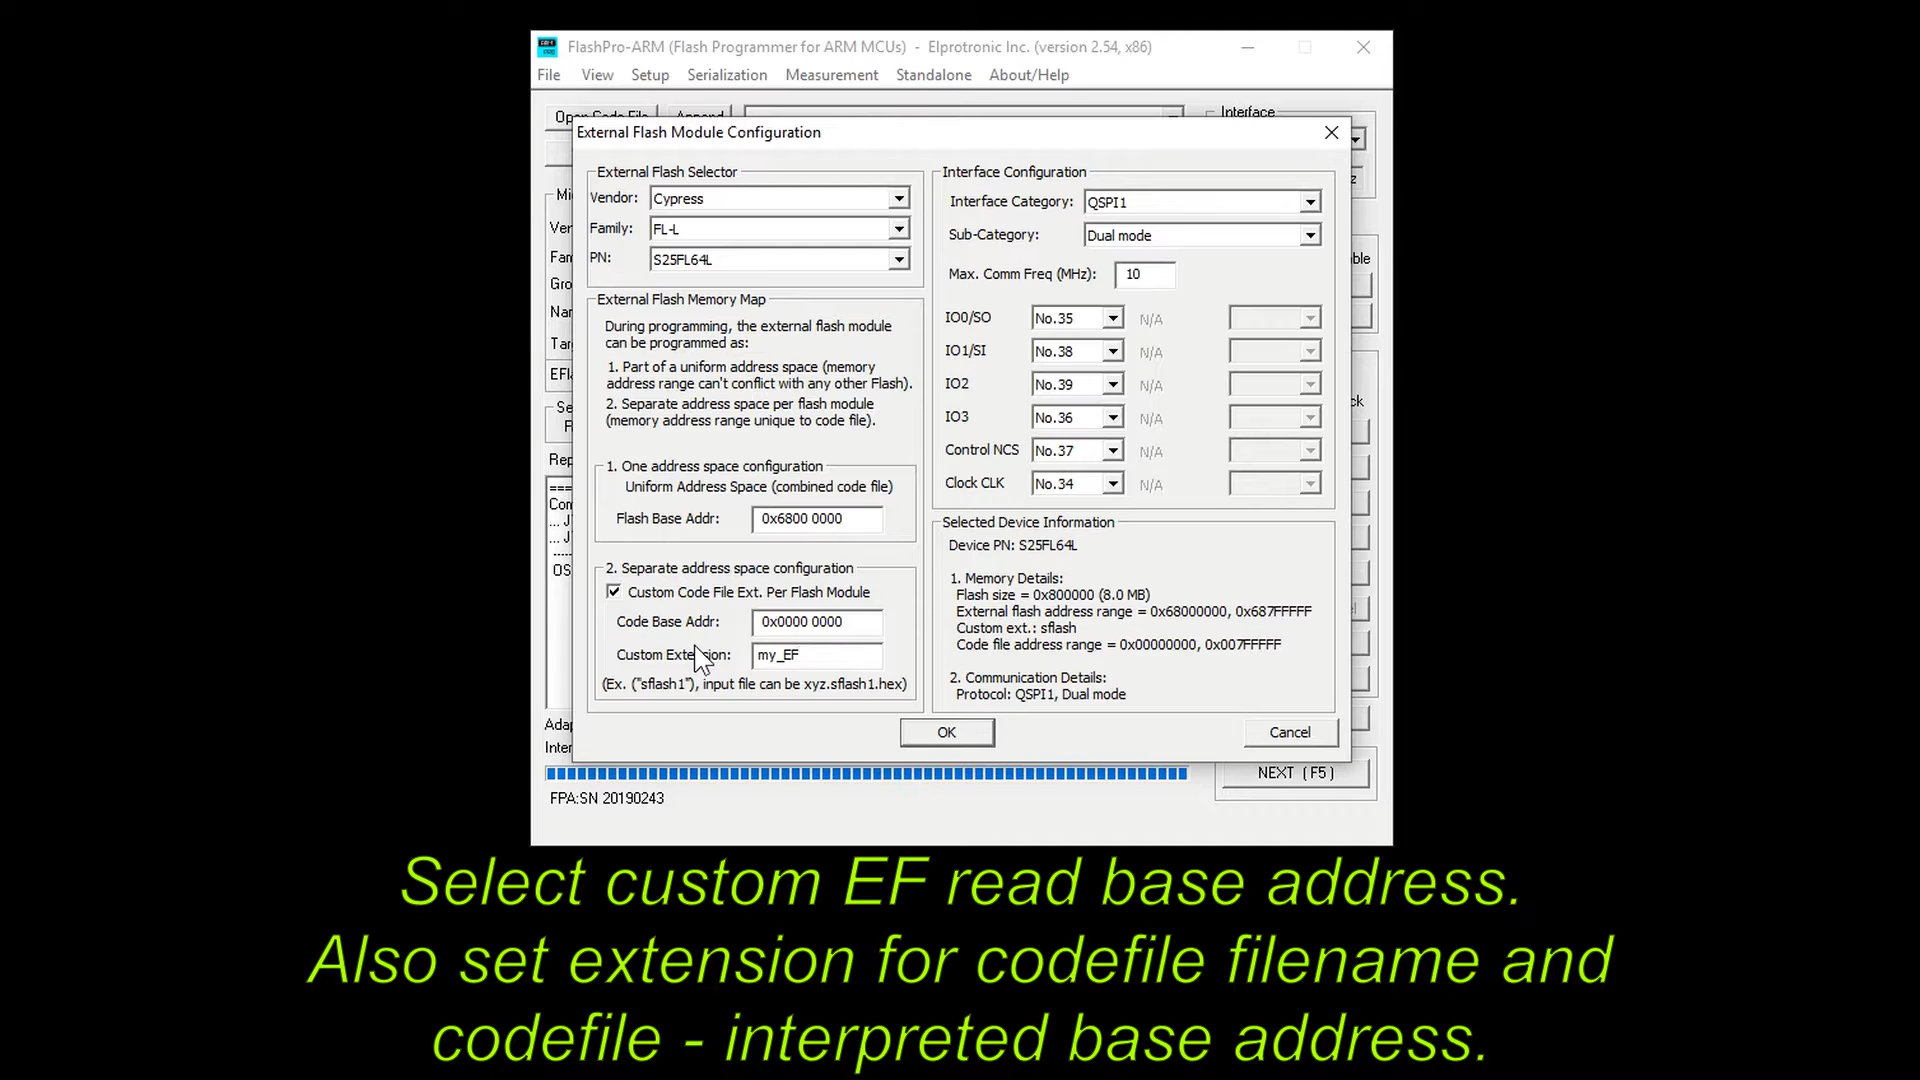 FlashPro-ARM (Flash Programmer for ARM MCUs) - Elprotronic Inc. (version 2.54, x86)
File View Setup Serialization Measurement Standalone About/Help
Open Code File Append Interface
External Flash Module Configuration
External Flash Selector
Vendor: Cypress
Family: FL-L
PN: S25FL64L
External Flash Memory Map
During programming, the external flash module
can be programmed as:
1. Part of a uniform address space (memory
address range can't conflict with any other Flash).
2. Separate address space per flash module
(memory address range unique to code file).
1. One address space configuration
Uniform Address Space (combined code file)
Flash Base Addr: 0x6800 0000
2. Separate address space configuration
Custom Code File Ext. Per Flash Module
Code Base Addr: 0x0000 0000
Custom Extension: my_EF
(Ex. ("sflash1"), input file can be xyz.sflash1.hex)
Interface Configuration
Interface Category: QSPI1
Sub-Category: Dual mode
Max. Comm Freq (MHz): 10
IO0/SO No.35 N/A
IO1/SI No.38 N/A
IO2 No.39 N/A
IO3 No.36 N/A
Control NCS No.37 N/A
Clock CLK No.34 N/A
Selected Device Information
Device PN: S25FL64L
1. Memory Details:
Flash size = 0x800000 (8.0 MB)
External flash address range = 0x68000000, 0x687FFFFF
Custom ext.: sflash
Code file address range = 0x00000000, 0x007FFFFF
2. Communication Details:
Protocol: QSPI1, Dual mode
OK Cancel
NEXT (F5)
FPA:SN 20190243
Select custom EF read base address.
Also set extension for codefile filename and
codefile - interpreted base address.